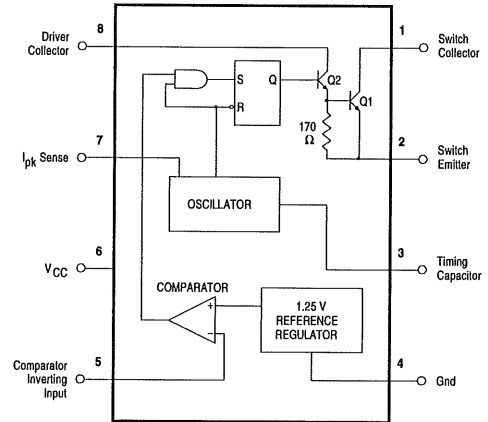 Driver
Collector
8
1
Switch
Collector
S
Q
R
Q2
Q1
170
Ω
7
Ipk Sense
2
Switch
Emitter
OSCILLATOR
6
VCC
3
Timing
Capacitor
COMPARATOR
+
−
1.25 V
REFERENCE
REGULATOR
5
Comparator
Inverting
Input
4
Gnd